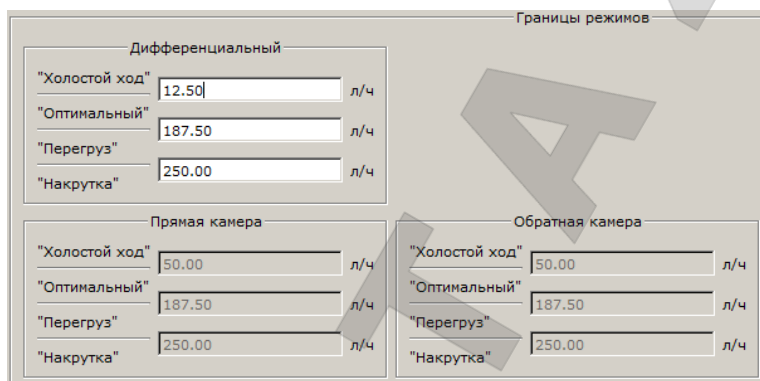 Границы режимов
Дифференциальный
"Холостой ход"
12.50 л/ч
"Оптимальный"
187.50 л/ч
"Перегруз"
250.00 л/ч
"Накрутка"
Прямая камера
"Холостой ход"
50.00 л/ч
"Оптимальный"
187.50 л/ч
"Перегруз"
250.00 л/ч
"Накрутка"
Обратная камера
"Холостой ход"
50.00 л/ч
"Оптимальный"
187.50 л/ч
"Перегруз"
250.00 л/ч
"Накрутка"